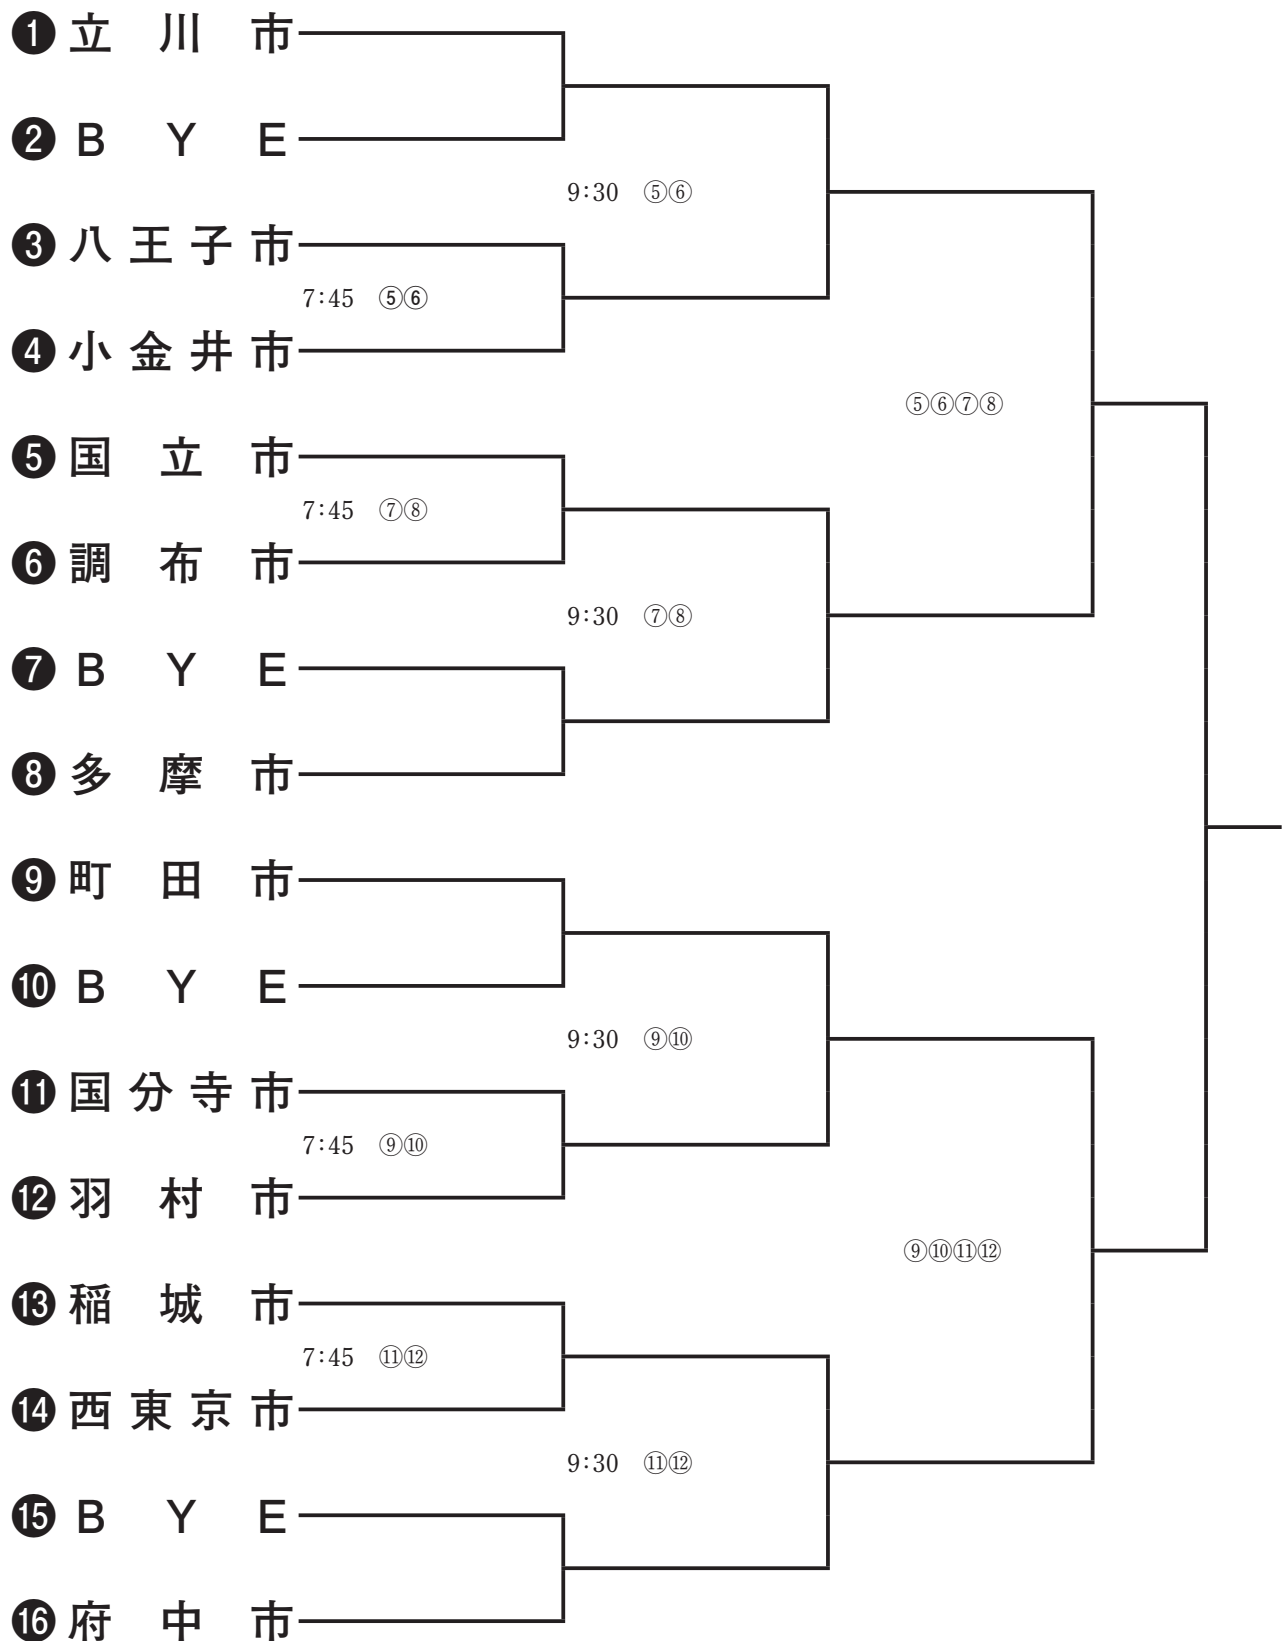 ❶立川市
❷BYE
9:30 ⑤⑥
❸八王子市
7:45 ⑤⑥
❹小金井市
⑤⑥⑦⑧
❺国立市
7:45 ⑦⑧
❻調布市
9:30 ⑦⑧
❼BYE
❽多摩市
❾町田市
❿BYE
9:30 ⑨⑩
⓫国分寺市
7:45 ⑨⑩
⓬羽村市
⑨⑩⑪⑫
⓭稲城市
7:45 ⑪⑫
⓮西東京市
9:30 ⑪⑫
⓯BYE
⓰府中市